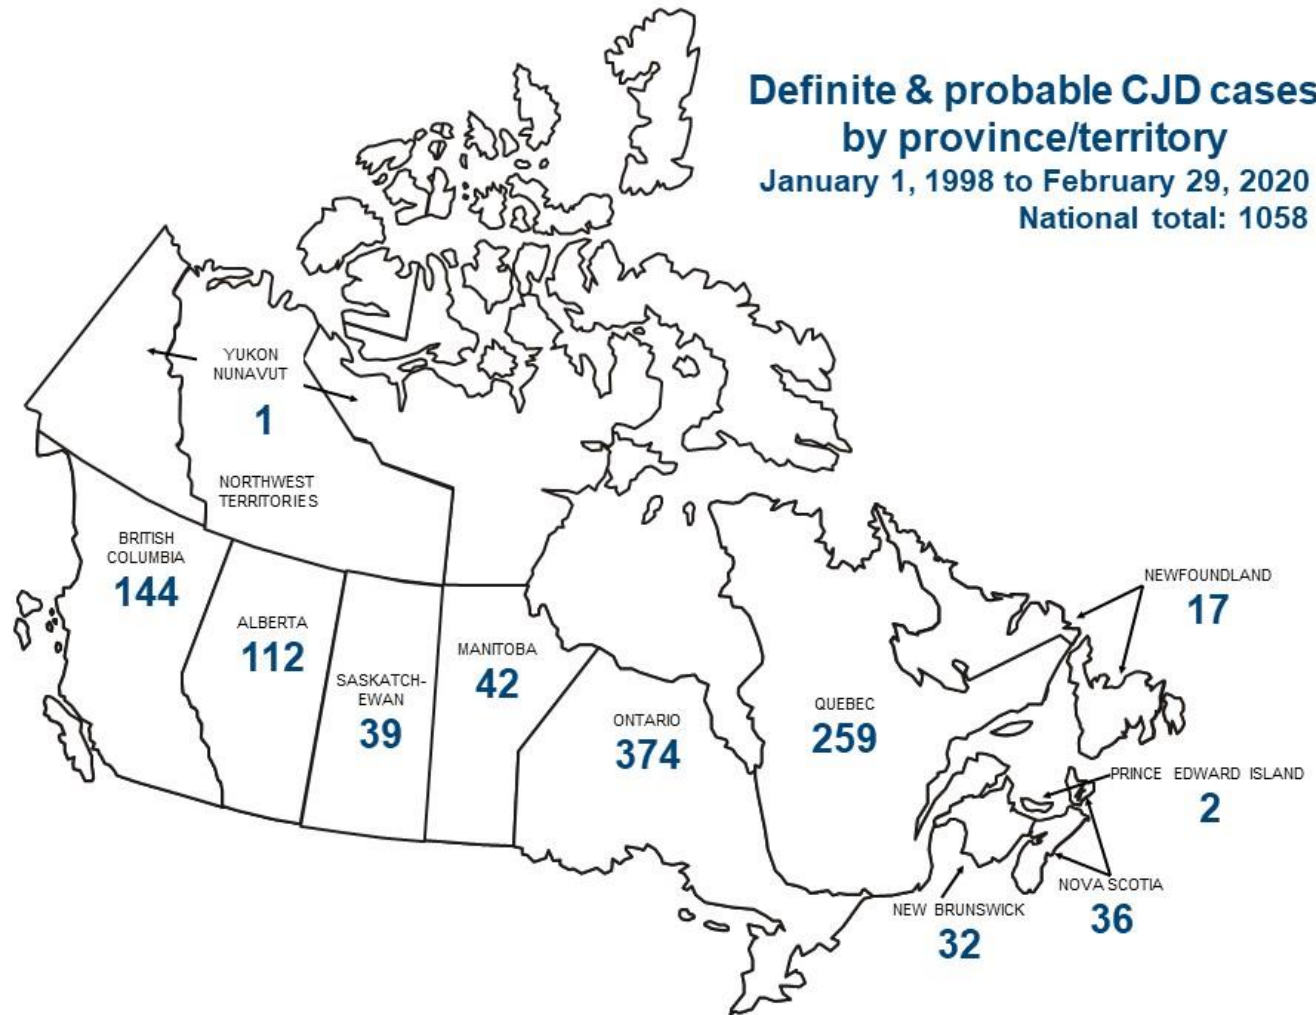 Definite & probable CJD cases
by province/territory
January 1, 1998 to February 29, 2020
National total: 1058
YUKON
NUNAVUT
1
NORTHWEST
TERRITORIES
BRITISH
COLUMBIA
144
ALBERTA
112
SASKATCH-
EWAN
39
MANITOBA
42
ONTARIO
374
QUEBEC
259
NEWFOUNDLAND
17
PRINCE EDWARD ISLAND
2
NOVA SCOTIA
36
NEW BRUNSWICK
32